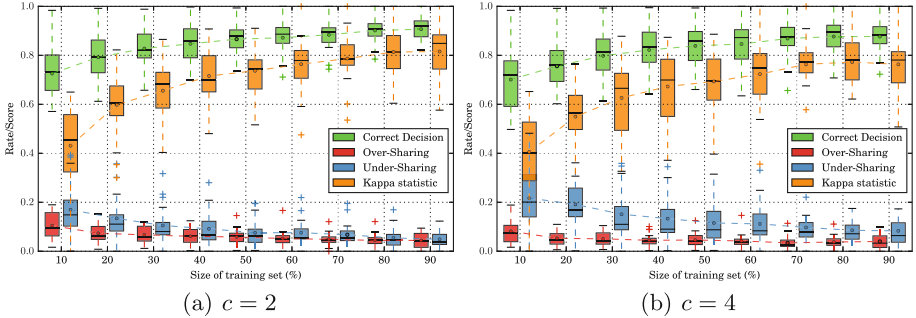 1.0
0.8
0.6
0.4
0.2
0.0
Rate/Score
Correct Decision
Over-Sharing
Under-Sharing
Kappa statistic
10 20 30 40 50 60 70 80 90
Size of training set (%)
(a) c = 2
1.0
0.8
0.6
0.4
0.2
0.0
Rate/Score
Correct Decision
Over-Sharing
Under-Sharing
Kappa statistic
10 20 30 40 50 60 70 80 90
Size of training set (%)
(b) c = 4